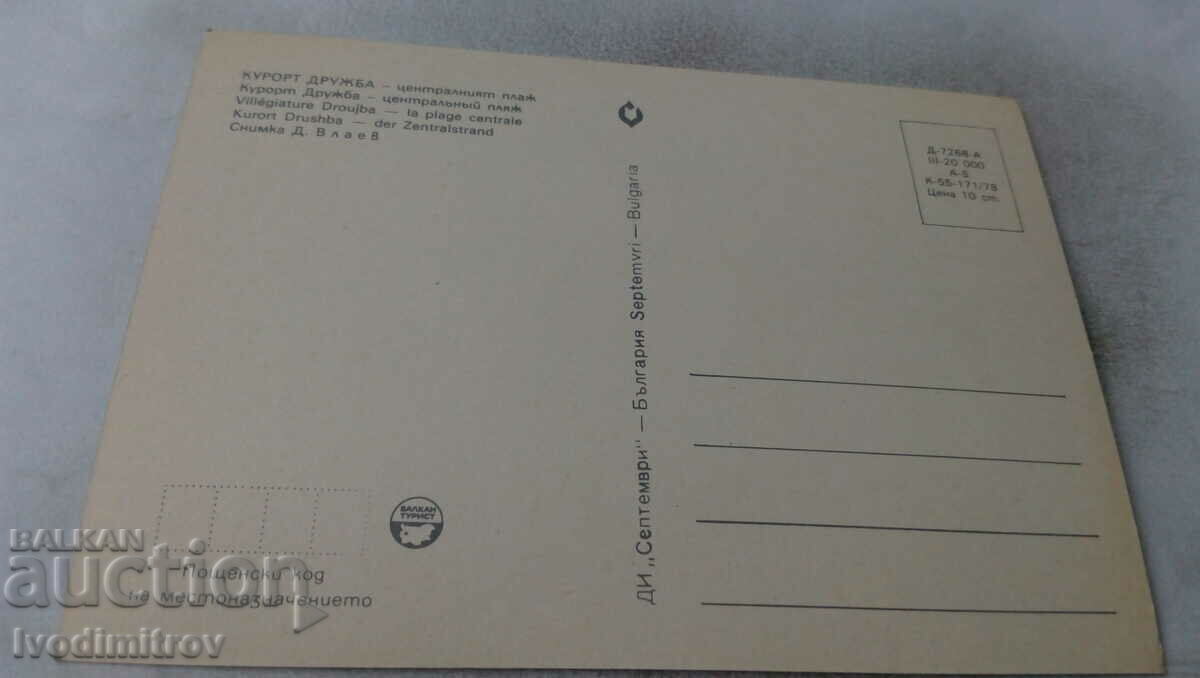 КУРОРТ ДРУЖБА – централният плаж
Курорт Дружба – центральный пляж
Villégiature Droujba — la plage centrale
Kurort Drushba — der Zentralstrand
Снимка Д. Влаев
Д-7268-А
III-20 000
А-5
К-55-171/78
Цена 10 ст.
ДИ „Септември" — България Septemvri — Bulgaria
БАЛКАН
ТУРИСТ
Пощенски код
на местоназначението
BALKAN
auction
Ivodimitrov